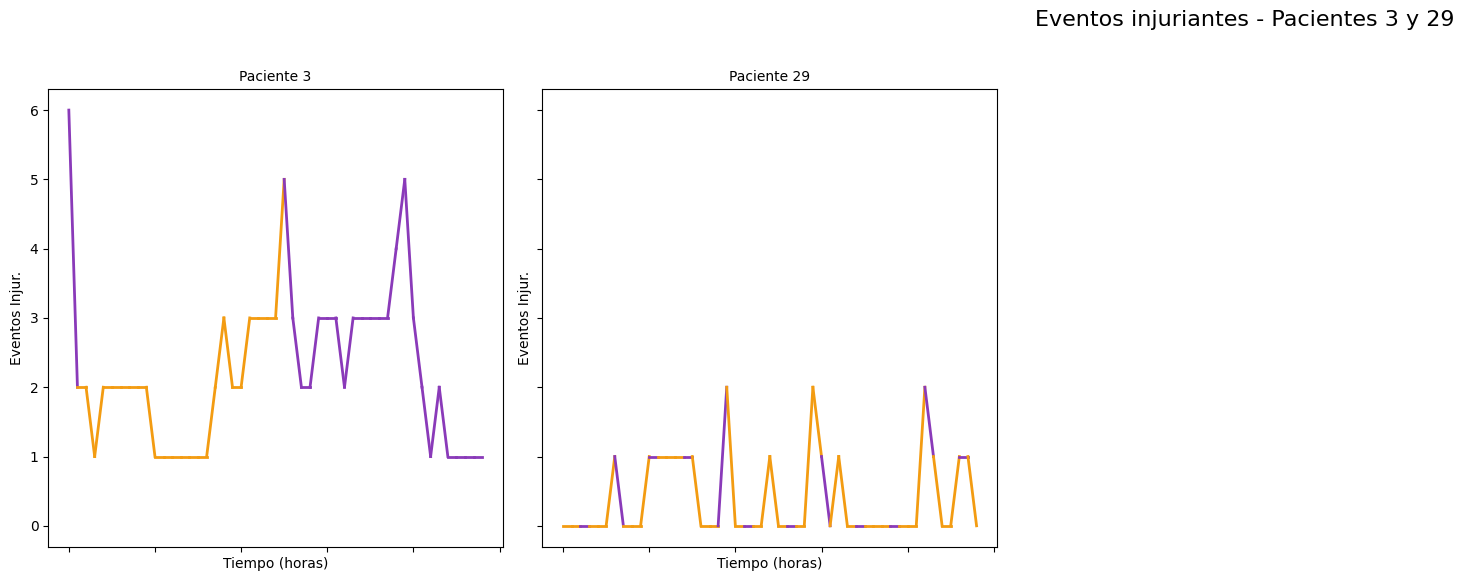 Eventos injuriantes - Pacientes 3 y 29
Paciente 3
Paciente 29
6
5
4
3
2
1
0
Eventos Injur.
Eventos Injur.
Tiempo (horas)
Tiempo (horas)